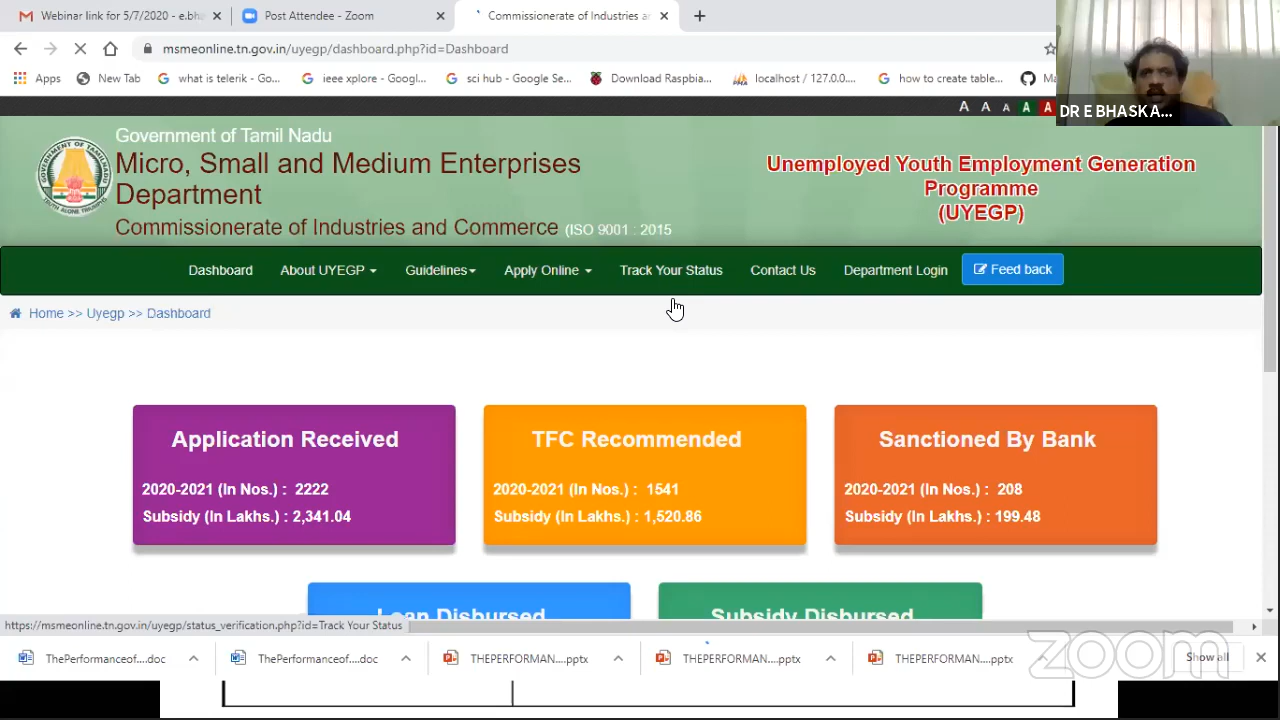 Webinar link for 5/7/2020 - e.bha
Post Attendee - Zoom
Commissionerate of Industries a
msmeonline.tn.gov.in/uyegp/dashboard.php?id=Dashboard
Apps
New Tab
what is telerik - Go...
ieee xplore - Googl...
sci hub - Google Se...
Download Raspbia...
localhost / 127.0.0....
how to create table...
Ma
DR E BHASK A...
A A A A A
Government of Tamil Nadu
Micro, Small and Medium Enterprises
Department
Commissionerate of Industries and Commerce (ISO 9001 : 2015
Unemployed Youth Employment Generation
Programme
(UYEGP)
Dashboard About UYEGP Guidelines Apply Online Track Your Status Contact Us Department Login Feed back
Home >> Uyegp >> Dashboard
Application Received
2020-2021 (In Nos.) : 2222
Subsidy (In Lakhs.) : 2,341.04
TFC Recommended
2020-2021 (In Nos.) : 1541
Subsidy (In Lakhs.) : 1,520.86
Sanctioned By Bank
2020-2021 (In Nos.) : 208
Subsidy (In Lakhs.) : 199.48
Loan Disbursed
Subsidy Disbursed
https://msmeonline.tn.gov.in/uyegp/status_verification.php?id=Track Your Status
ThePerformanceof....doc
ThePerformanceof....doc
THEPERFORMAN....pptx
THEPERFORMAN....pptx
THEPERFORMAN....pptx
Show all
zoom